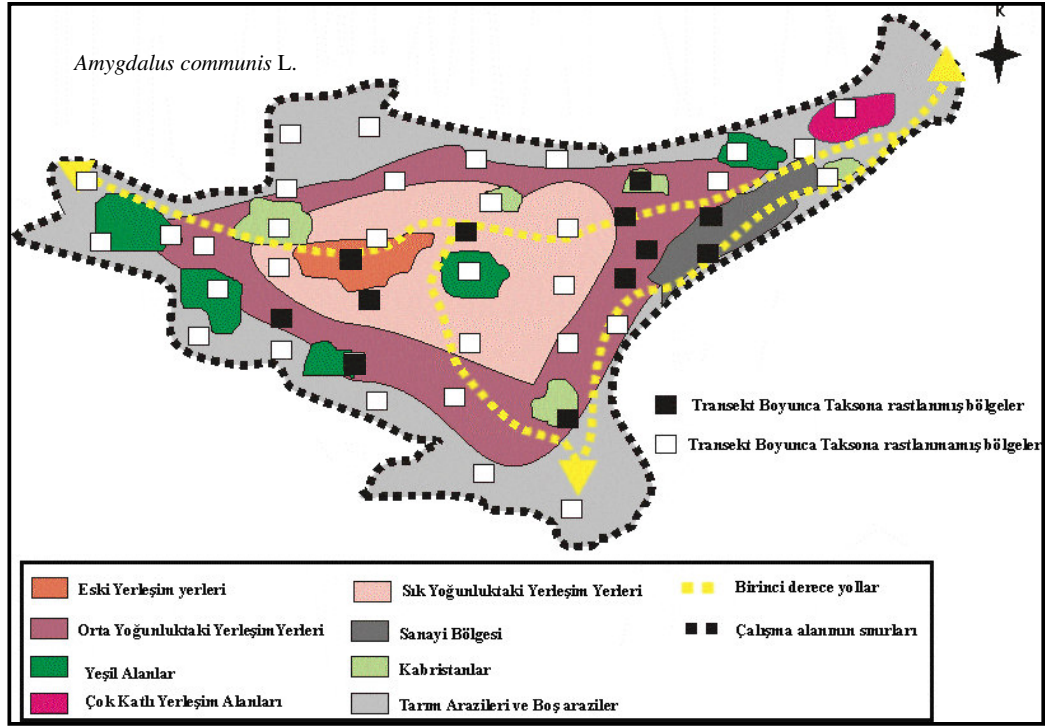 K
Amygdalus communis L.
Transekt Boyunca Taksona rastlanmış bölgeler
Transekt Boyunca Taksona rastlanmamış bölgeler
Eski Yerleşim yerleri
Sık Yoğunluktaki Yerleşim Yerleri
Birinci derece yollar
Orta Yoğunluktaki Yerleşim Yerleri
Sanayi Bölgesi
Çalışma alanının sınırları
Yeşil Alanlar
Kabristanlar
Çok Katlı Yerleşim Alanları
Tarım Arazileri ve Boş araziler